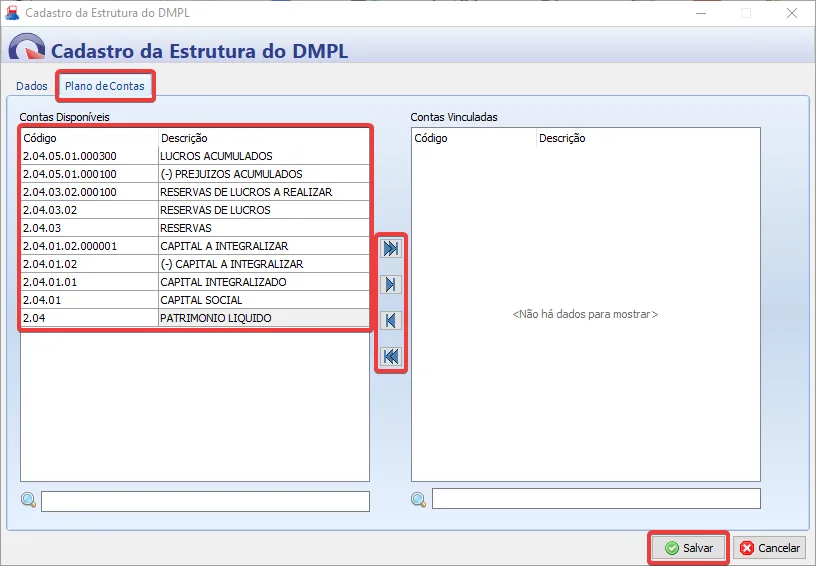 Cadastro da Estrutura do DMPL
Cadastro da Estrutura do DMPL
Dados Plano de Contas
Contas Disponíveis
Código Descrição
2.04.05.01.000300 LUCROS ACUMULADOS
2.04.05.01.000100 (-) PREJUIZOS ACUMULADOS
2.04.03.02.000100 RESERVAS DE LUCROS A REALIZAR
2.04.03.02 RESERVAS DE LUCROS
2.04.03 RESERVAS
2.04.01.02.000001 CAPITAL A INTEGRALIZAR
2.04.01.02 (-) CAPITAL A INTEGRALIZAR
2.04.01.01 CAPITAL INTEGRALIZADO
2.04.01 CAPITAL SOCIAL
2.04 PATRIMONIO LIQUIDO
Contas Vinculadas
Código Descrição
<Não há dados para mostrar>
Salvar Cancelar